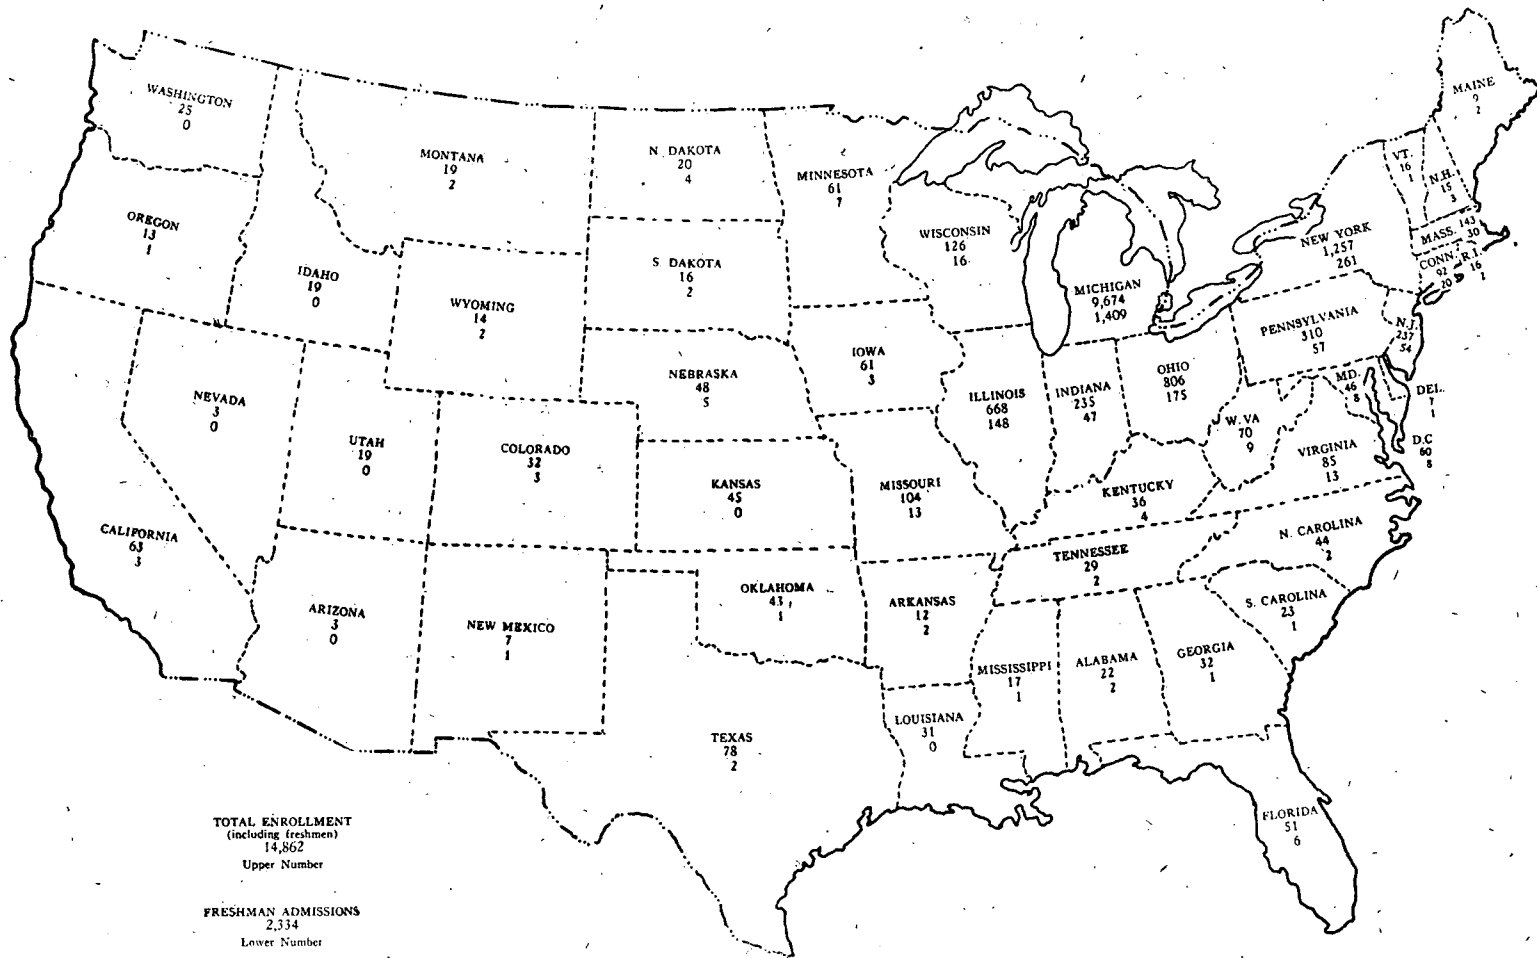 WASHINGTON
25
0
MONTANA
19
2
N. DAKOTA
20
4
MINNESOTA
61
7
MAINE
9
2
VT.
16
1
N.H.
15
3
OREGON
13
1
IDAHO
19
0
WYOMING
14
2
S. DAKOTA
16
2
WISCONSIN
126
16
MICHIGAN
9,674
1,409
NEW YORK
1,257
261
MASS. 143
30
CONN.
92
20
R.I.
16
PENNSYLVANIA
310
57
N.J.
237
54
NEVADA
3
0
UTAH
19
0
COLORADO
32
3
NEBRASKA
48
5
IOWA
61
3
ILLINOIS
668
148
INDIANA
235
47
OHIO
806
175
MD.
46
8
DEL.
7
1
W. VA
70
9
D.C
60
8
VIRGINIA
85
13
KANSAS
45
0
MISSOURI
104
13
KENTUCKY
36
4
CALIFORNIA
63
3
N. CAROLINA
44
2
TENNESSEE
29
2
ARIZONA
3
0
NEW MEXICO
7
1
OKLAHOMA
43
1
ARKANSAS
12
2
S. CAROLINA
23
1
MISSISSIPPI
17
1
ALABAMA
22
2
GEORGIA
32
1
LOUISIANA
31
0
TEXAS
78
2
FLORIDA
51
6
TOTAL ENROLLMENT
(including freshmen)
14,862
Upper Number
FRESHMAN ADMISSIONS
2,334
Lower Number